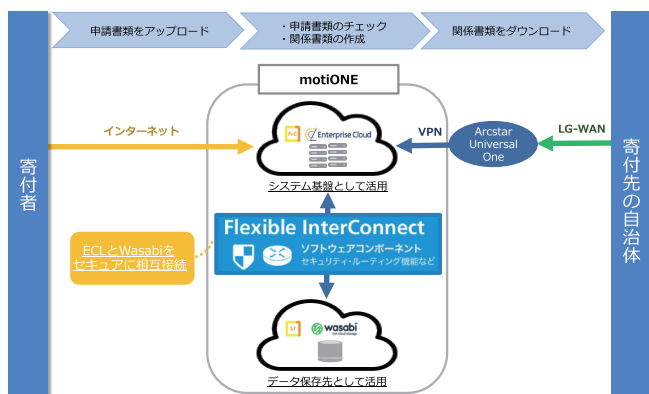 申請書類をアップロード
・申請書類のチェック
・関係書類の作成
関係書類をダウンロード
motiONE
寄付者
インターネット
PHC
Enterprise Cloud
システム基盤として活用
VPN
Arcstar
Universal
One
LG-WAN
寄付先の自治体
Flexible InterConnect
ソフトウェアコンポーネント
セキュリティ・ルーティング機能など
ECLとWasabiを
セキュアに相互接続
ST
wasabi
hot cloud storage
データ保存先として活用